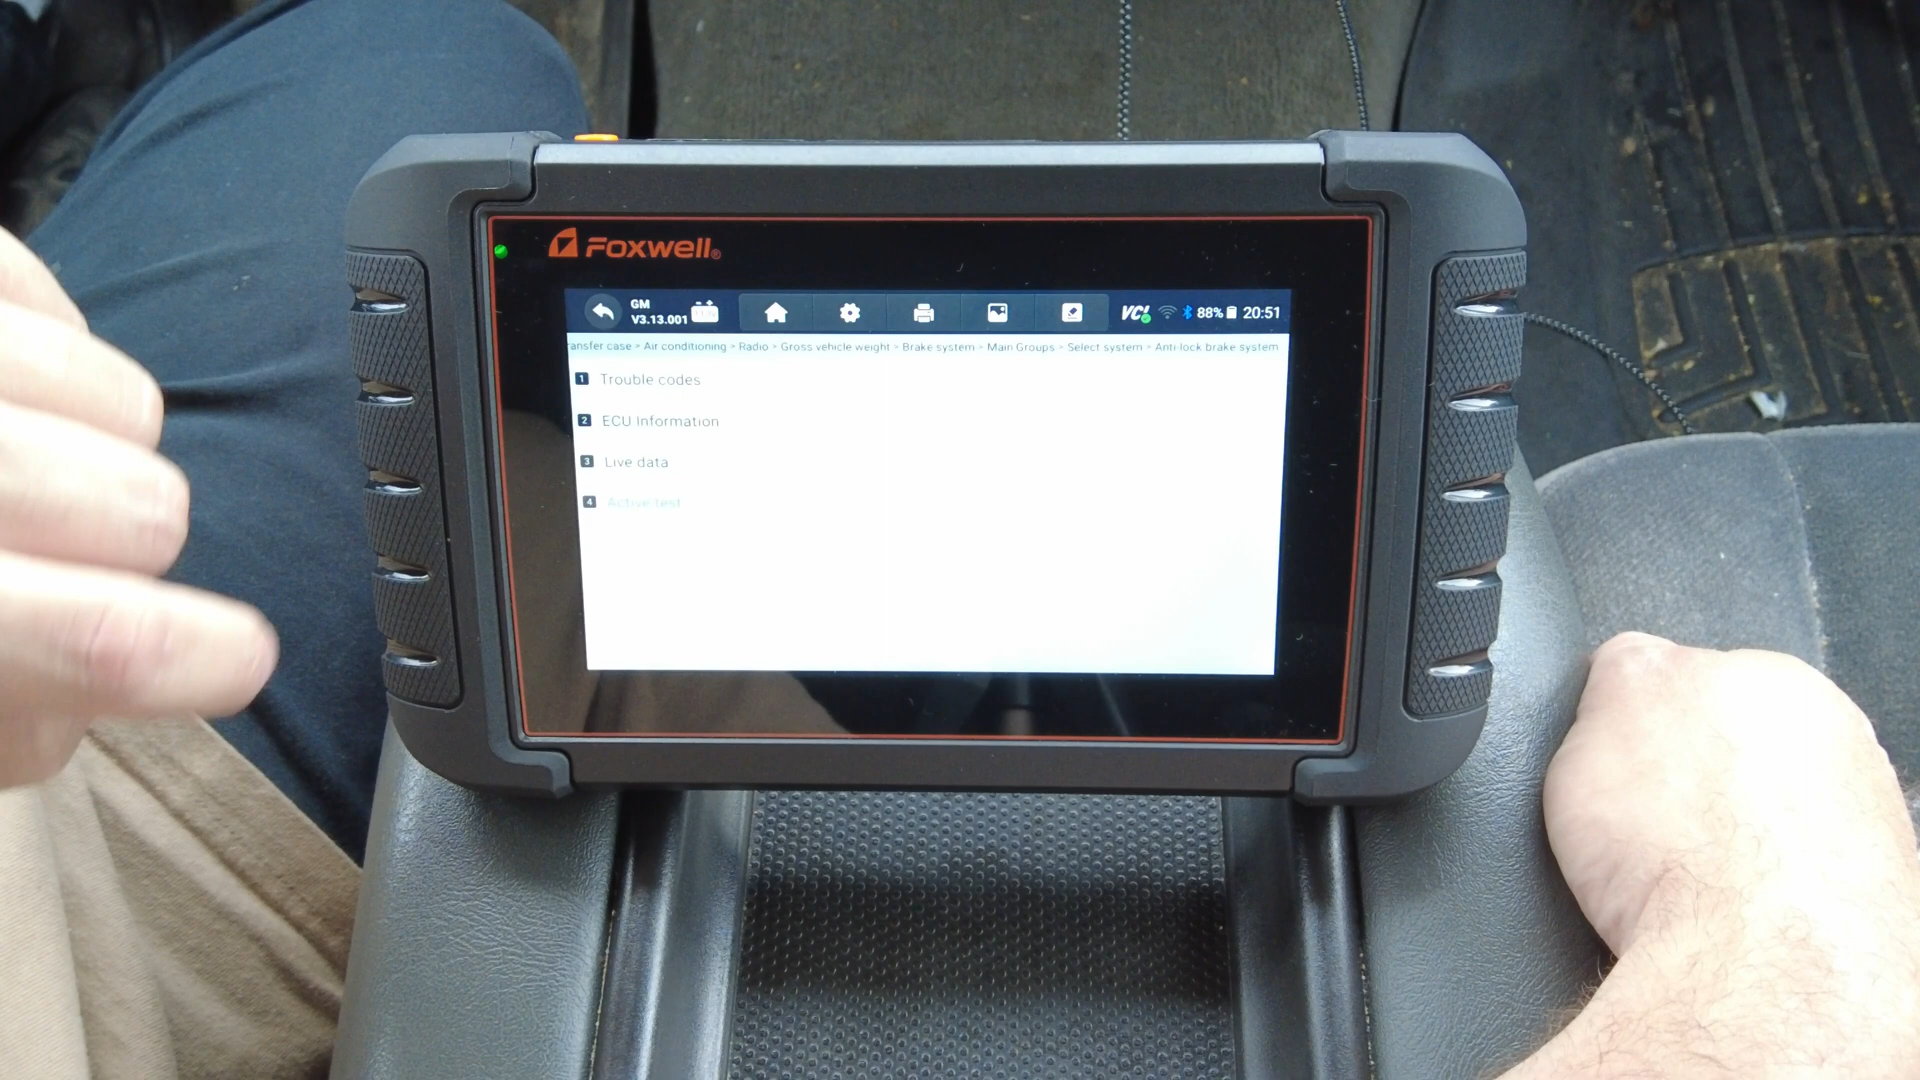 Foxwell®
GM
V3.13.001
VCI
88%
20:51
ansfer case > Air conditioning > Radio > Gross vehicle weight > Brake system > Main Groups > Select system > Anti-lock brake system
1 Trouble codes
2 ECU Information
3 Live data
4 Active test